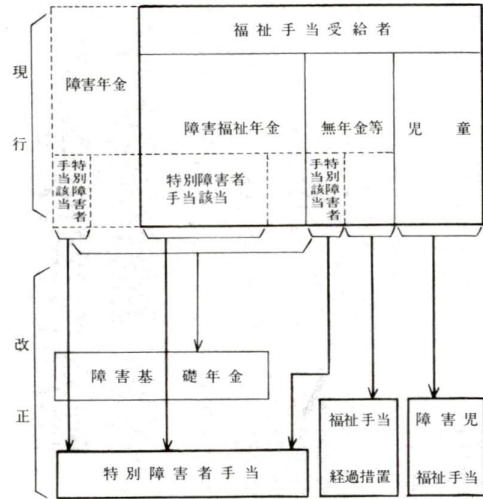 現行
福祉手当受給者
障害年金
障害福祉年金
無年金等
児童
特別障害者
手当該当
特別障害者
手当該当
特別障害者
手当該当
改正
障害基礎年金
福祉手当
経過措置
障害児
福祉手当
特別障害者手当